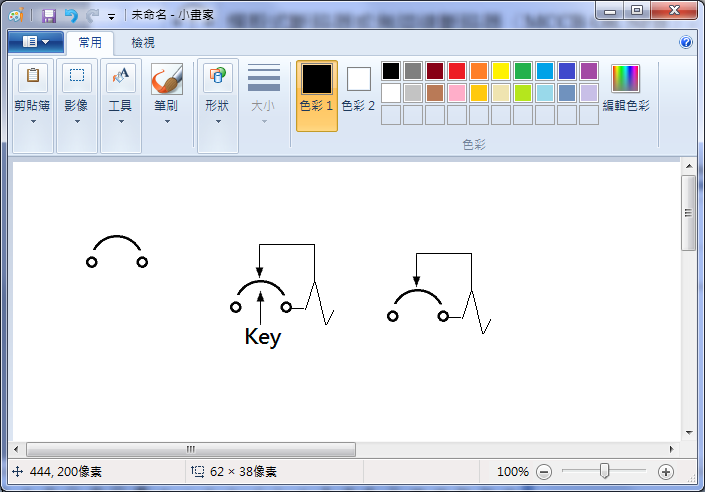 未命名 - 小畫家
常用
檢視
剪貼簿
影像
工具
筆刷
形狀
大小
色彩 1
色彩 2
編輯色彩
色彩
Key
444, 200像素
62 × 38像素
100%